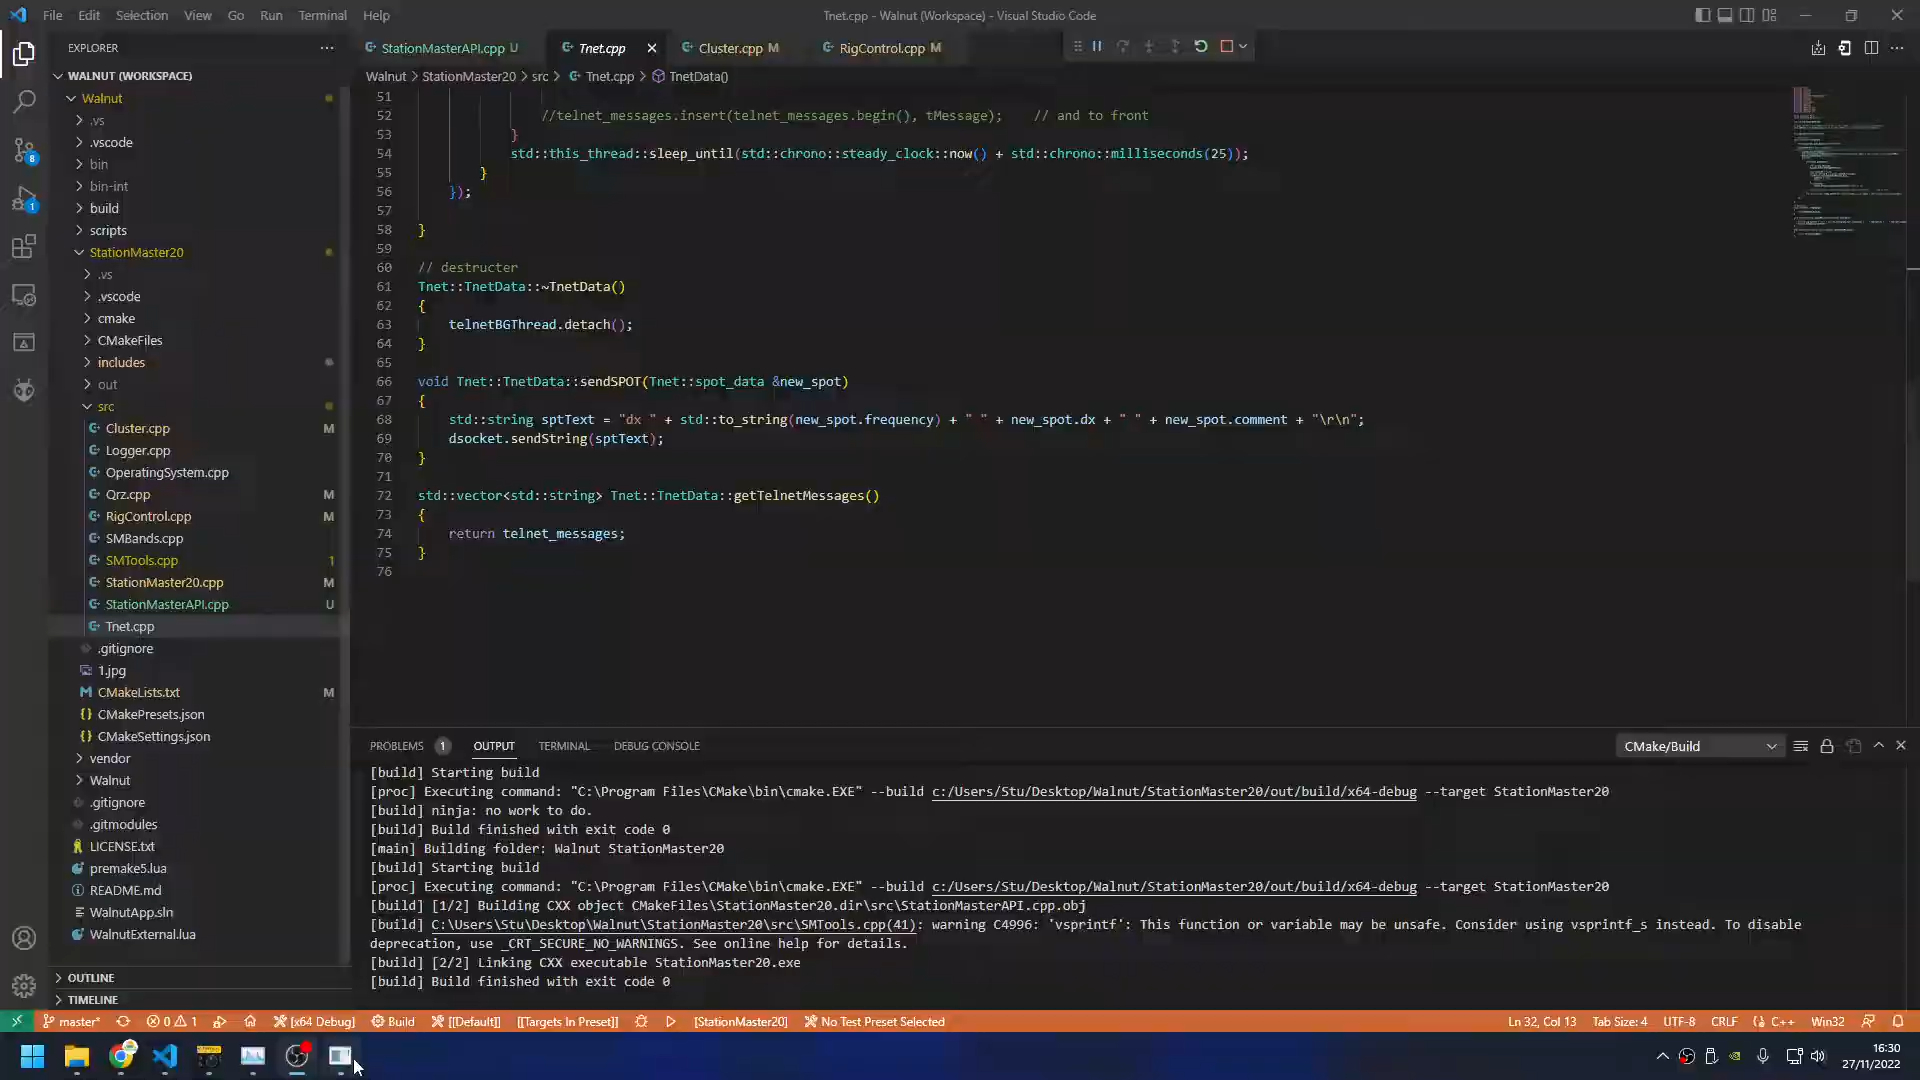 File Edit Selection View Go Run Terminal Help
Tnet.cpp - Walnut (Workspace) - Visual Studio Code
EXPLORER
StationMasterAPI.cpp U
Tnet.cpp
Cluster.cpp M
RigControl.cpp M
WALNUT (WORKSPACE)
Walnut > StationMaster20 > src > Tnet.cpp > TnetData()
Walnut
.vs
.vscode
bin
bin-int
build
scripts
StationMaster20
.vs
.vscode
cmake
CMakeFiles
includes
out
src
Cluster.cpp M
Logger.cpp
OperatingSystem.cpp
Qrz.cpp M
RigControl.cpp M
SMBands.cpp
SMTools.cpp 1
StationMaster20.cpp M
StationMasterAPI.cpp U
Tnet.cpp
.gitignore
1.jpg
CMakeLists.txt M
CMakePresets.json
CMakeSettings.json
vendor
Walnut
.gitignore
.gitmodules
LICENSE.txt
premake5.lua
README.md
WalnutApp.sln
WalnutExternal.lua
OUTLINE
TIMELINE
51
52 //telnet_messages.insert(telnet_messages.begin(), tMessage); // and to front
53 }
54 std::this_thread::sleep_until(std::chrono::steady_clock::now() + std::chrono::milliseconds(25));
55 }
56 });
57
58 }
59
60 // destructer
61 Tnet::TnetData::~TnetData()
62 {
63 telnetBGThread.detach();
64 }
65
66 void Tnet::TnetData::sendSPOT(Tnet::spot_data &new_spot)
67 {
68 std::string sptText = "dx " + std::to_string(new_spot.frequency) + " " + new_spot.dx + " " + new_spot.comment + "\r\n";
69 dsocket.sendString(sptText);
70 }
71
72 std::vector<std::string> Tnet::TnetData::getTelnetMessages()
73 {
74 return telnet_messages;
75 }
76
PROBLEMS 1 OUTPUT TERMINAL DEBUG CONSOLE
CMake/Build
[build] Starting build
[proc] Executing command: "C:\Program Files\CMake\bin\cmake.EXE" --build c:/Users/Stu/Desktop/Walnut/StationMaster20/out/build/x64-debug --target StationMaster20
[build] ninja: no work to do.
[build] Build finished with exit code 0
[main] Building folder: Walnut StationMaster20
[build] Starting build
[proc] Executing command: "C:\Program Files\CMake\bin\cmake.EXE" --build c:/Users/Stu/Desktop/Walnut/StationMaster20/out/build/x64-debug --target StationMaster20
[build] [1/2] Building CXX object CMakeFiles\StationMaster20.dir\src\StationMasterAPI.cpp.obj
[build] C:\Users\Stu\Desktop\Walnut\StationMaster20\src\SMTools.cpp(41): warning C4996: 'vsprintf': This function or variable may be unsafe. Consider using vsprintf_s instead. To disable
deprecation, use _CRT_SECURE_NO_WARNINGS. See online help for details.
[build] [2/2] Linking CXX executable StationMaster20.exe
[build] Build finished with exit code 0
8
1
master* 0 1 [x64 Debug] Build [[Default]] [[Targets In Preset]] [StationMaster20] No Test Preset Selected
Ln 32, Col 13 Tab Size: 4 UTF-8 CRLF {} C++ Win32
16:30
27/11/2022